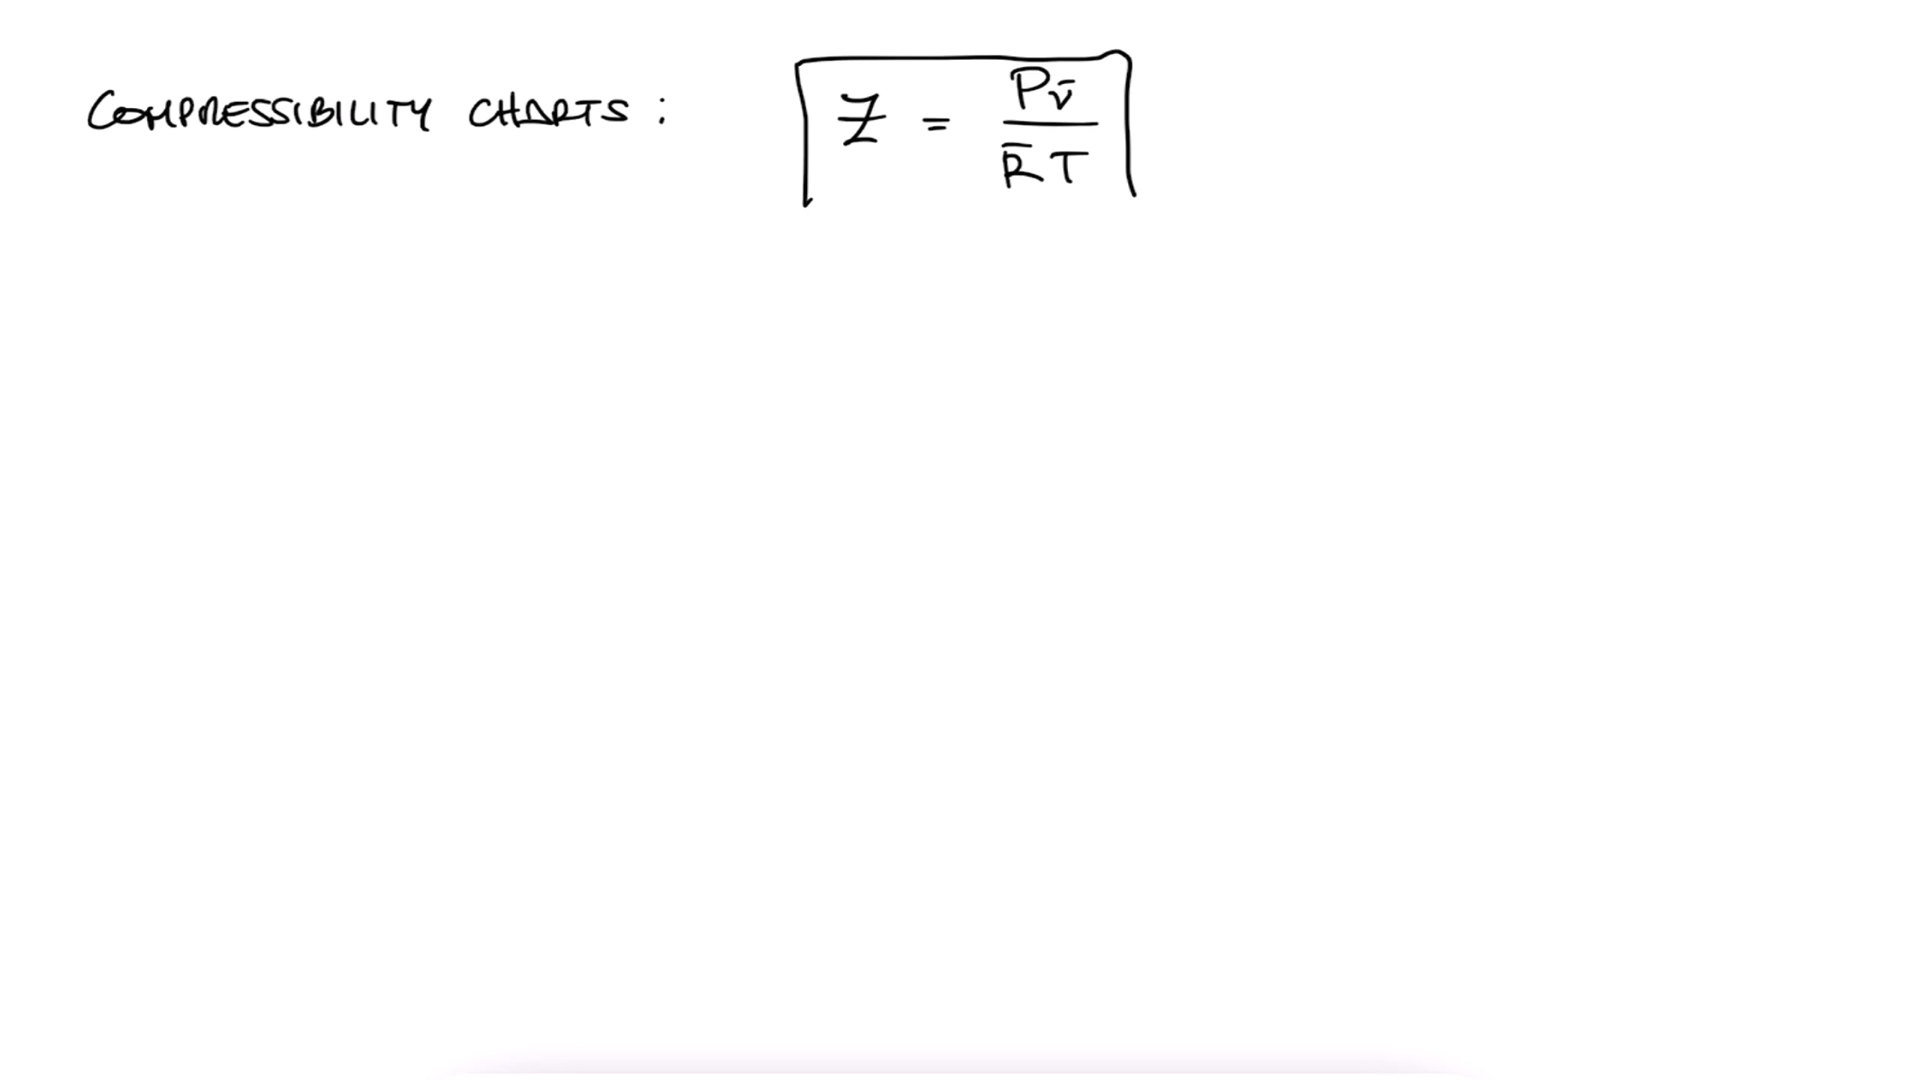 COMPRESSIBILITY CHARTS : Z = Pv̄ / R̄T